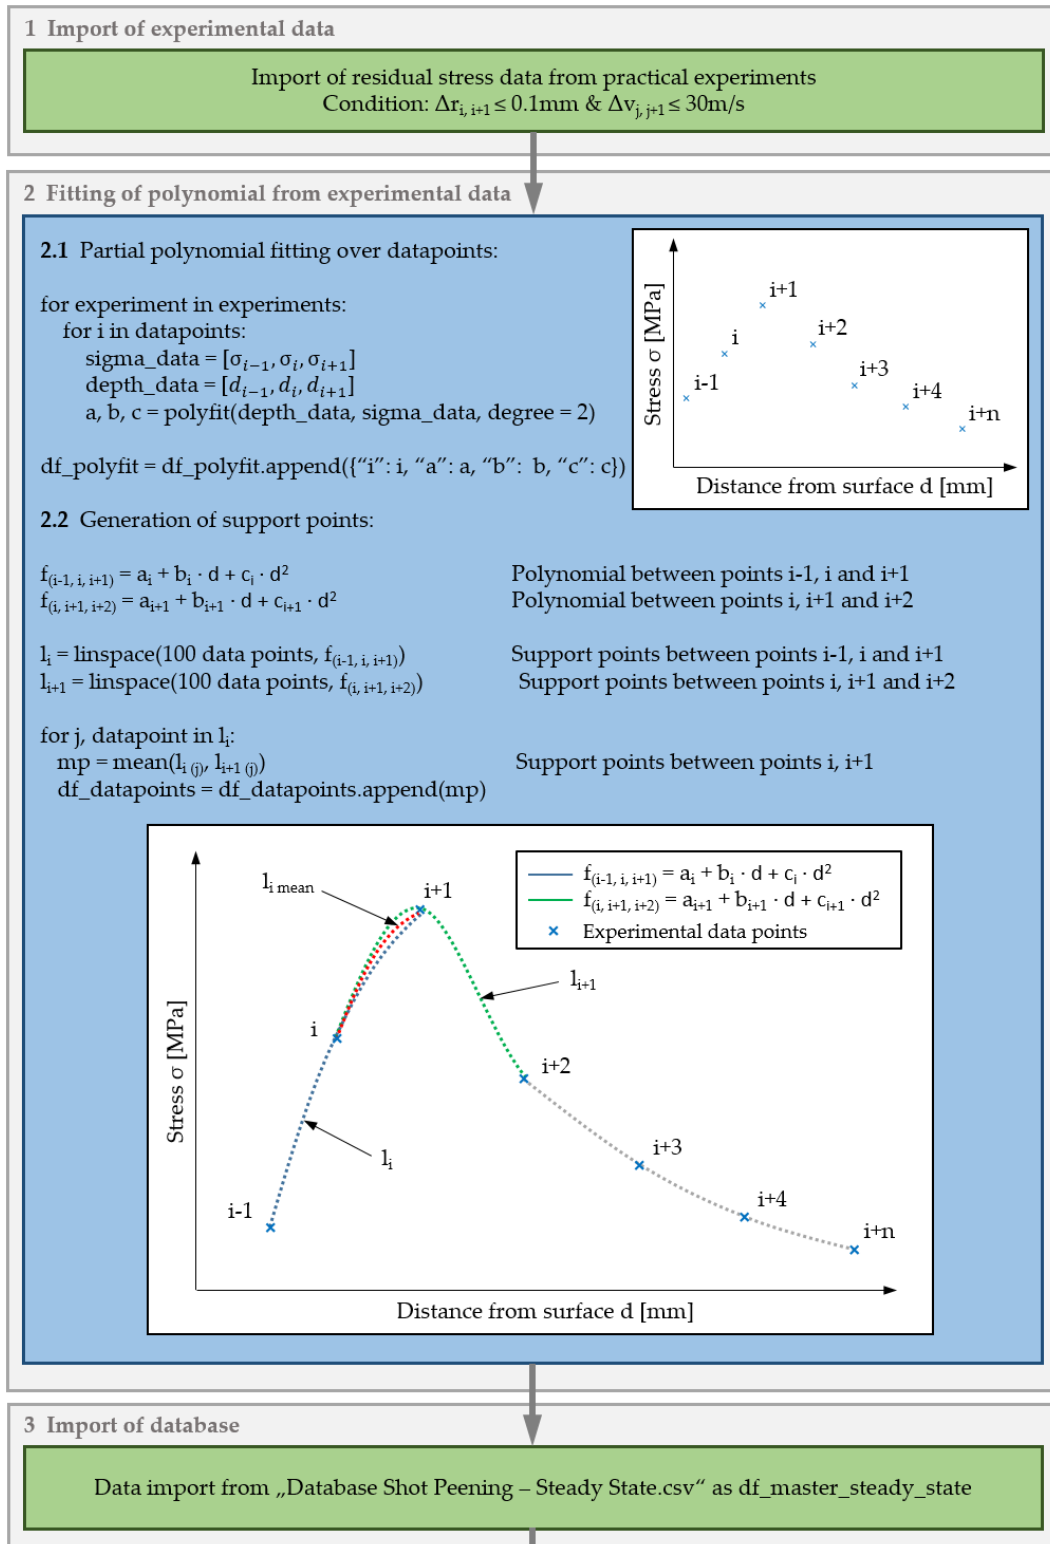 1 Import of experimental data
Import of residual stress data from practical experiments
Condition: Δr_{i, i+1} ≤ 0.1mm & Δv_{j, j+1} ≤ 30m/s
2 Fitting of polynomial from experimental data
2.1 Partial polynomial fitting over datapoints:
for experiment in experiments:
for i in datapoints:
sigma_data = [σ_{i−1}, σ_i, σ_{i+1}]
depth_data = [d_{i−1}, d_i, d_{i+1}]
a, b, c = polyfit(depth_data, sigma_data, degree = 2)
df_polyfit = df_polyfit.append({“i”: i, “a”: a, “b”: b, “c”: c})
Stress σ [MPa]
i-1
i
i+1
i+2
i+3
i+4
i+n
Distance from surface d [mm]
2.2 Generation of support points:
f_{(i-1, i, i+1)} = a_i + b_i · d + c_i · d² Polynomial between points i-1, i and i+1
f_{(i, i+1, i+2)} = a_{i+1} + b_{i+1} · d + c_{i+1} · d² Polynomial between points i, i+1 and i+2
l_i = linspace(100 data points, f_{(i-1, i, i+1)}) Support points between points i-1, i and i+1
l_{i+1} = linspace(100 data points, f_{(i, i+1, i+2)}) Support points between points i, i+1 and i+2
for j, datapoint in l_i:
mp = mean(l_{i (j)}, l_{i+1 (j)}) Support points between points i, i+1
df_datapoints = df_datapoints.append(mp)
f_{(i-1, i, i+1)} = a_i + b_i · d + c_i · d²
f_{(i, i+1, i+2)} = a_{i+1} + b_{i+1} · d + c_{i+1} · d²
Experimental data points
l_{i mean}
i+1
l_{i+1}
i
i+2
l_i
i+3
i-1
i+4
i+n
Stress σ [MPa]
Distance from surface d [mm]
3 Import of database
Data import from „Database Shot Peening – Steady State.csv“ as df_master_steady_state